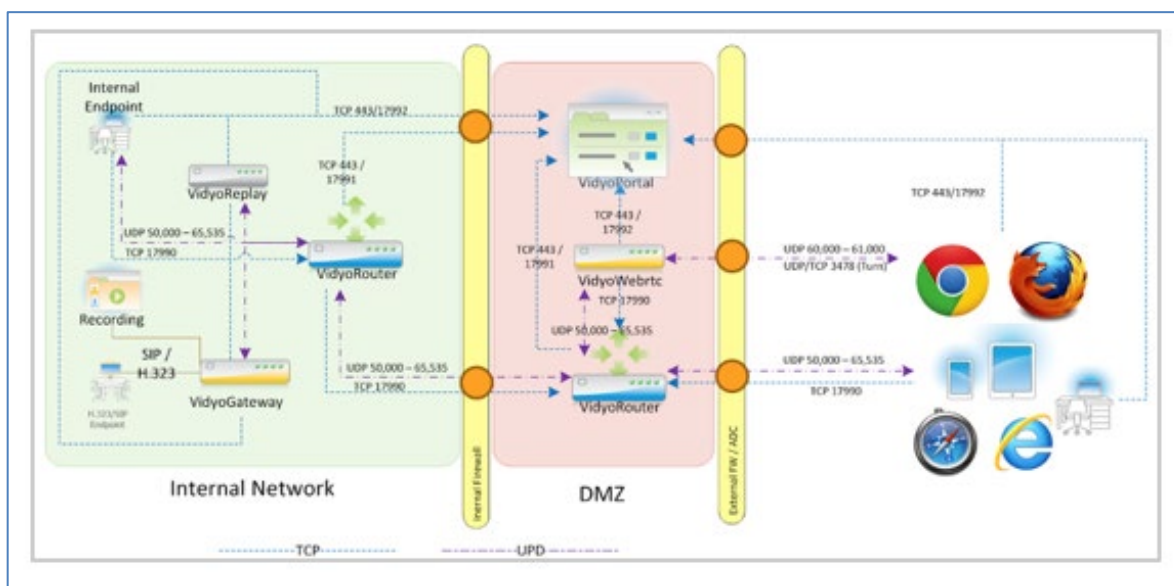 Internal
Endpoint
TCP 443/17992
TCP 443 /
17991
VidyoReplay
UDP 50,000 – 65,535
TCP 17990
VidyoRouter
Recording
SIP /
H.323
VidyoGateway
H.323/SIP
Endpoint
UDP 50,000 – 65,535
TCP 17990
Internal Network
Inernal Firewall
VidyoPortal
TCP 443 /
17992
TCP 443 /
17991
VidyoWebrtc
TCP 17990
UDP 50,000 – 65,535
VidyoRouter
DMZ
External FW / ADC
TCP 443/17992
UDP 60,000 – 61,000
UDP/TCP 3478 (Turn)
UDP 50,000 – 65,535
TCP 17990
TCP
UPD